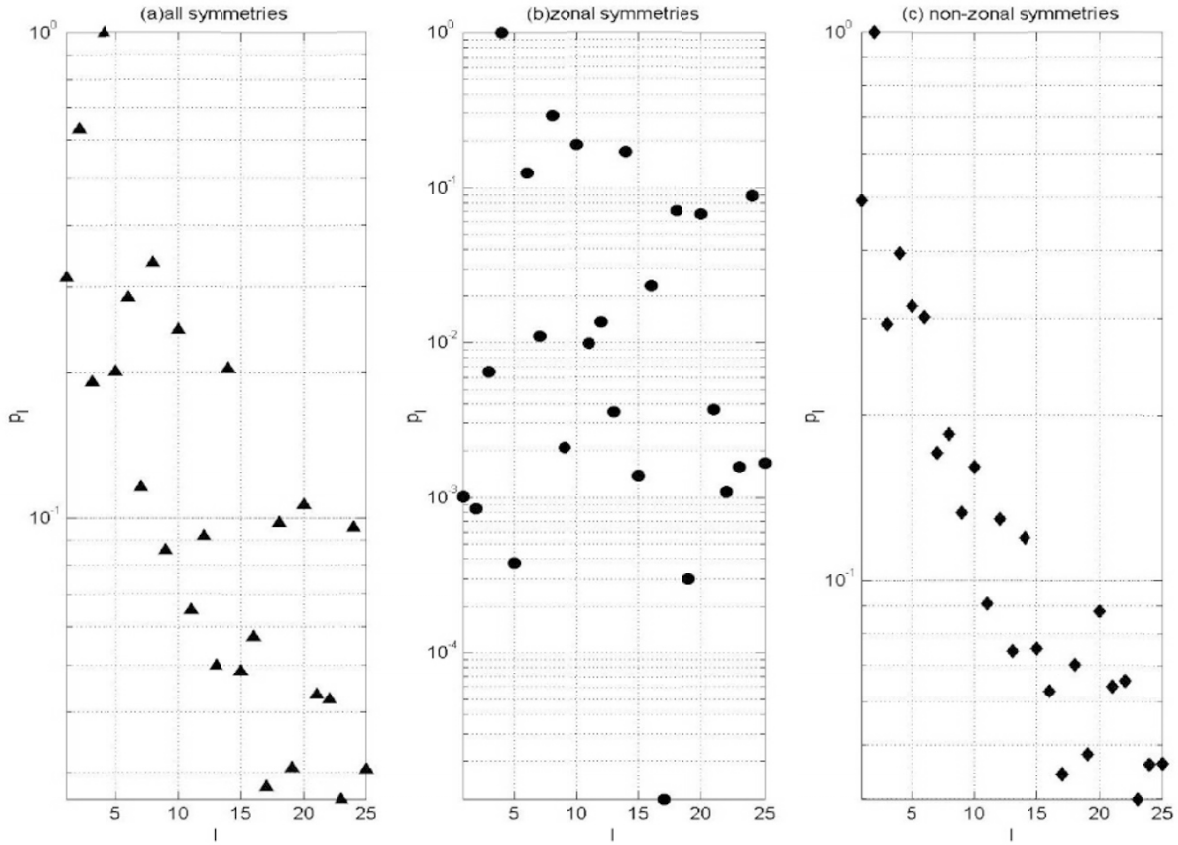 (a)all symmetries
(b)zonal symmetries
(c) non-zonal symmetries
10^0
10^-1
p_l
5 10 15 20 25
l
10^0
10^-1
10^-2
10^-3
10^-4
p_l
5 10 15 20 25
l
10^0
10^-1
p_l
5 10 15 20 25
l